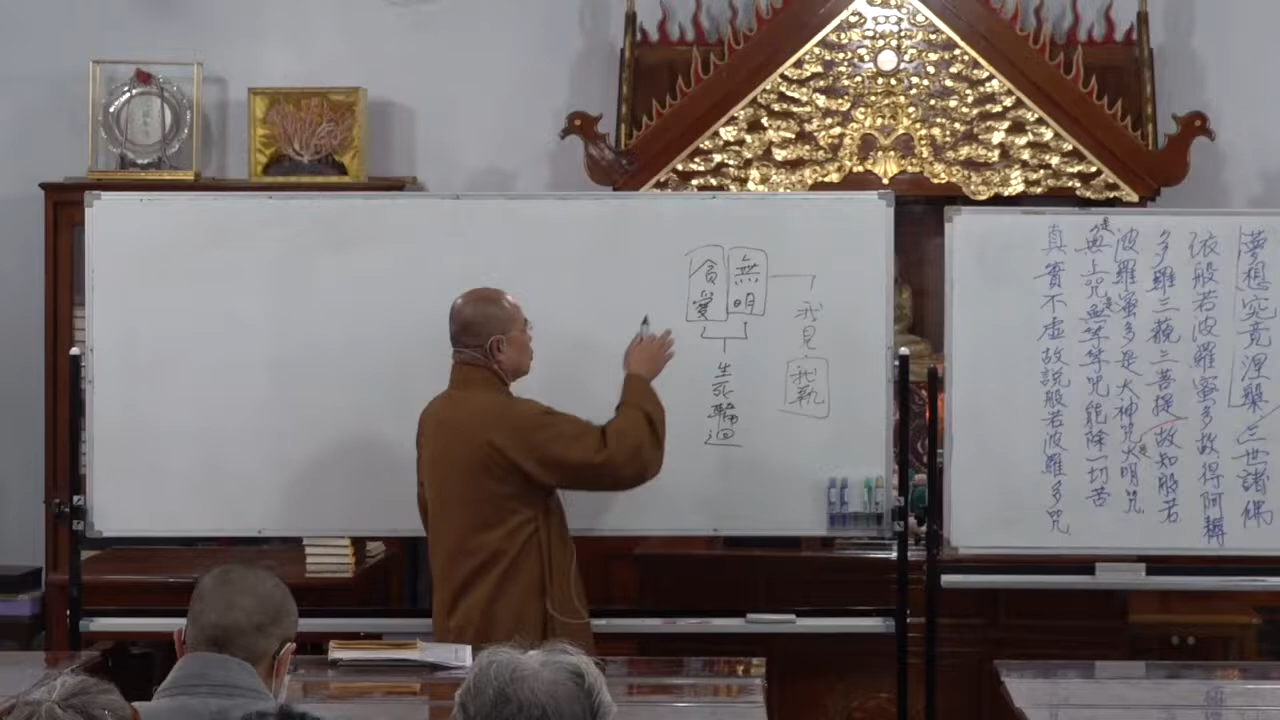 我見
我執
無明
貪愛
生死輪迴
夢想究竟涅槃三世諸佛
依般若波羅蜜多故得阿耨
多羅三藐三菩提故知般若
波羅蜜多是大神咒是大明咒
是無上咒是無等等咒能除一切苦
真實不虛故說般若波羅多咒